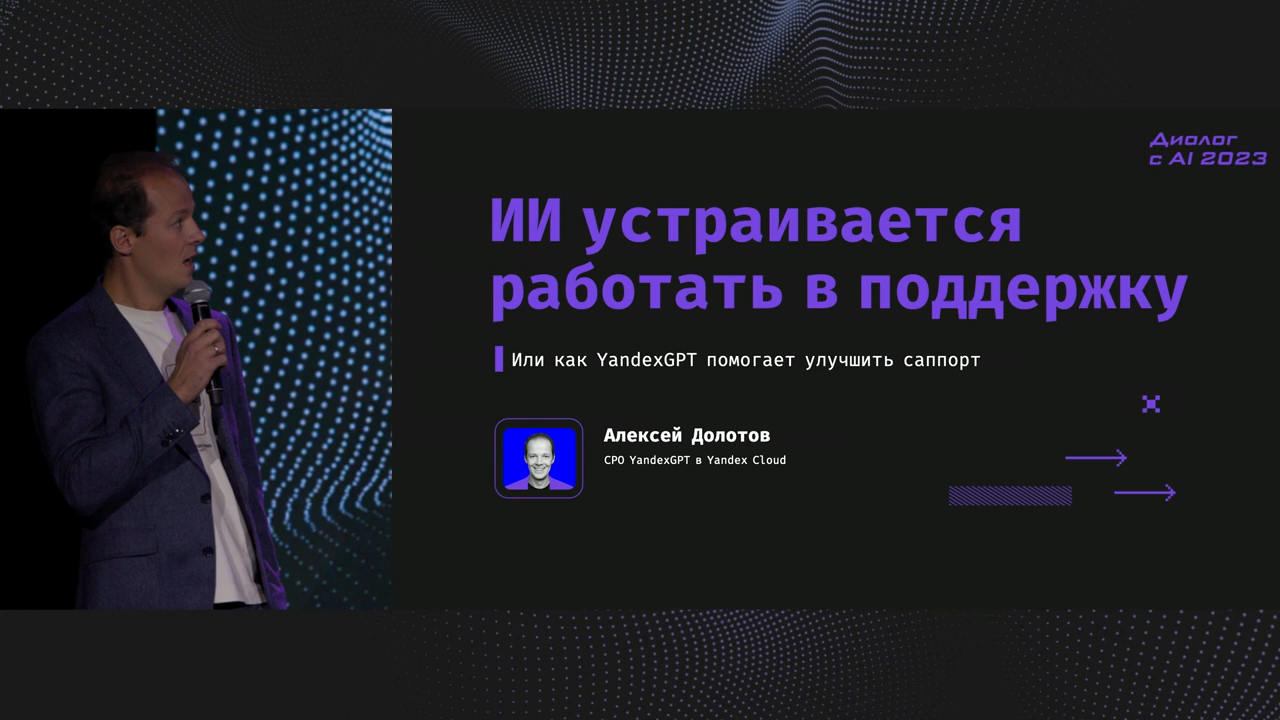 Диалог
с AI 2023
ИИ устраивается
работать в поддержку
Или как YandexGPT помогает улучшить саппорт
Алексей Долотов
CPO YandexGPT в Yandex Cloud